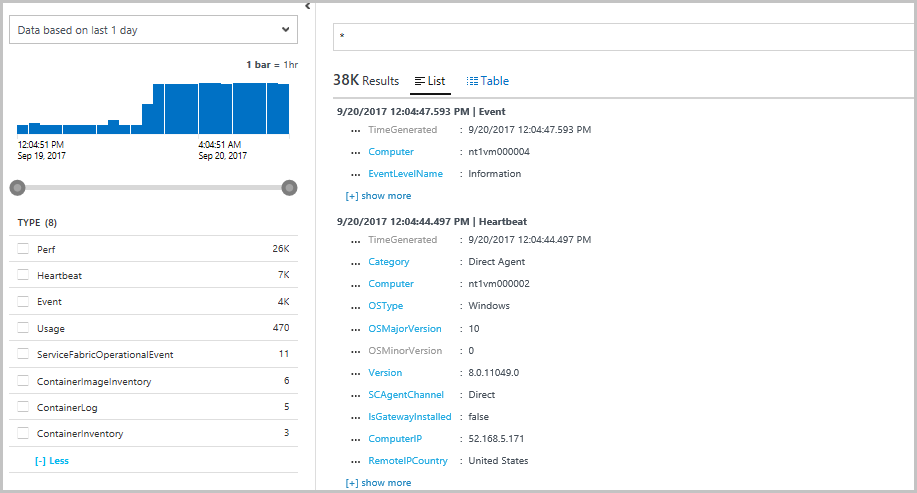 Data based on last 1 day
1 bar = 1hr
12:04:51 PM
Sep 19, 2017
4:04:51 AM
Sep 20, 2017
TYPE (8)
Perf 26K
Heartbeat 7K
Event 4K
Usage 470
ServiceFabricOperationalEvent 11
ContainerImageInventory 6
ContainerLog 5
ContainerInventory 3
[-] Less
*
38K Results List Table
9/20/2017 12:04:47.593 PM | Event
... TimeGenerated : 9/20/2017 12:04:47.593 PM
... Computer : nt1vm000004
... EventLevelName : Information
[+] show more
9/20/2017 12:04:44.497 PM | Heartbeat
... TimeGenerated : 9/20/2017 12:04:44.497 PM
... Category : Direct Agent
... Computer : nt1vm000002
... OSType : Windows
... OSMajorVersion : 10
... OSMinorVersion : 0
... Version : 8.0.11049.0
... SCAgentChannel : Direct
... IsGatewayInstalled : false
... ComputerIP : 52.168.5.171
... RemoteIPCountry : United States
[+] show more